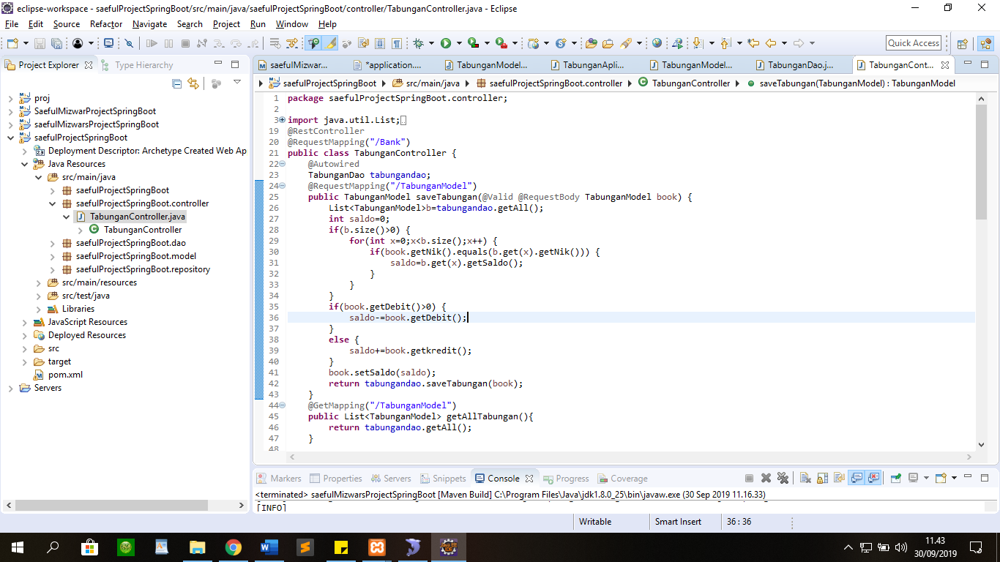 eclipse-workspace - saefulProjectSpringBoot/src/main/java/saefulProjectSpringBoot/controller/TabunganController.java - Eclipse
File Edit Source Refactor Navigate Search Project Run Window Help
Quick Access
Project Explorer Type Hierarchy
proj
SaefulMizwarProjectSpringBoot
saefulMizwarsProjectSpringBoot
saefulProjectSpringBoot
Deployment Descriptor: Archetype Created Web Ap
Java Resources
src/main/java
saefulProjectSpringBoot
saefulProjectSpringBoot.controller
TabunganController.java
TabunganController
saefulProjectSpringBoot.dao
saefulProjectSpringBoot.model
saefulProjectSpringBoot.repository
src/main/resources
src/test/java
Libraries
JavaScript Resources
Deployed Resources
src
target
pom.xml
Servers
saefulMizwar... *application.... TabunganModel... TabunganApli... TabunganModel... TabunganDao.j... TabunganCont...
saefulProjectSpringBoot src/main/java saefulProjectSpringBoot.controller TabunganController saveTabungan(TabunganModel) : TabunganModel
1 package saefulProjectSpringBoot.controller;
2
3 import java.util.List;
19 @RestController
20 @RequestMapping("/Bank")
21 public class TabunganController {
22 @Autowired
23 TabunganDao tabungandao;
24 @RequestMapping("/TabunganModel")
25 public TabunganModel saveTabungan(@Valid @RequestBody TabunganModel book) {
26 List<TabunganModel>b=tabungandao.getAll();
27 int saldo=0;
28 if(b.size()>0) {
29 for(int x=0;x<b.size();x++) {
30 if(book.getNik().equals(b.get(x).getNik())) {
31 saldo=b.get(x).getSaldo();
32 }
33 }
34 }
35 if(book.getDebit()>0) {
36 saldo-=book.getDebit();
37 }
38 else {
39 saldo+=book.getkredit();
40 }
41 book.setSaldo(saldo);
42 return tabungandao.saveTabungan(book);
43 }
44 @GetMapping("/TabunganModel")
45 public List<TabunganModel> getAllTabungan(){
46 return tabungandao.getAll();
47 }
48
Markers Properties Servers Snippets Console Progress Coverage
<terminated> saefulMizwarsProjectSpringBoot [Maven Build] C:\Program Files\Java\jdk1.8.0_25\bin\javaw.exe (30 Sep 2019 11.16.33)
[INFO]
Writable Smart Insert 36 : 36
11.43
30/09/2019